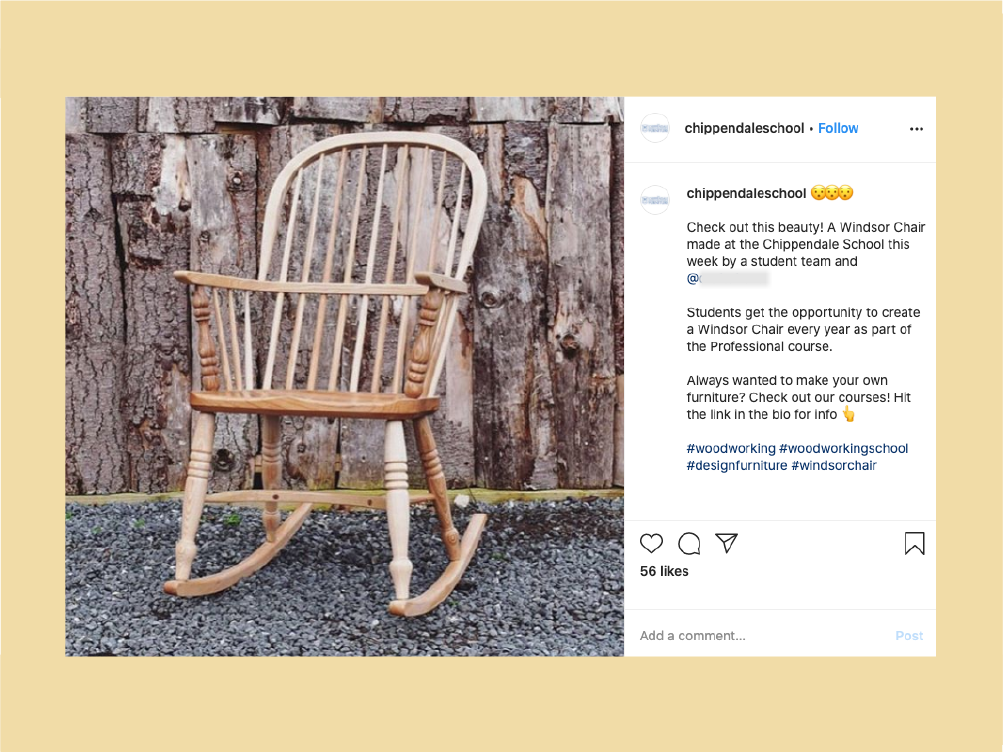 chippendaleschool • Follow
chippendaleschool 😯😯😯
Check out this beauty! A Windsor Chair
made at the Chippendale School this
week by a student team and
@
Students get the opportunity to create
a Windsor Chair every year as part of
the Professional course.
Always wanted to make your own
furniture? Check out our courses! Hit
the link in the bio for info 👆
#woodworking #woodworkingschool
#designfurniture #windsorchair
56 likes
Add a comment...
Post